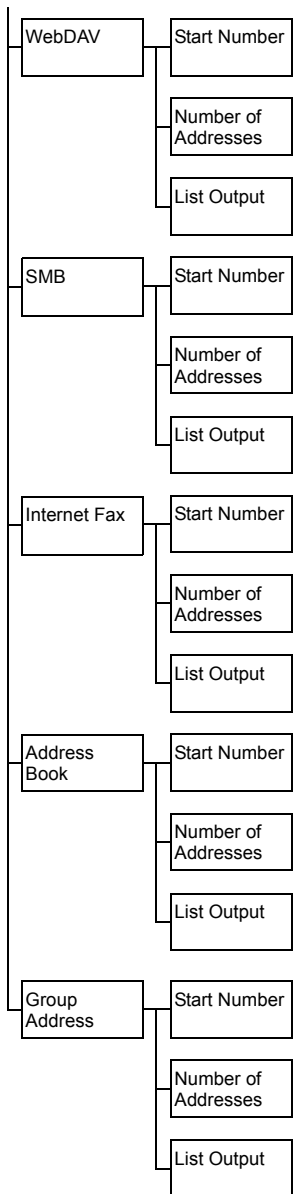 WebDAV
Start Number
Number of
Addresses
List Output
SMB
Start Number
Number of
Addresses
List Output
Internet Fax
Start Number
Number of
Addresses
List Output
Address
Book
Start Number
Number of
Addresses
List Output
Group
Address
Start Number
Number of
Addresses
List Output